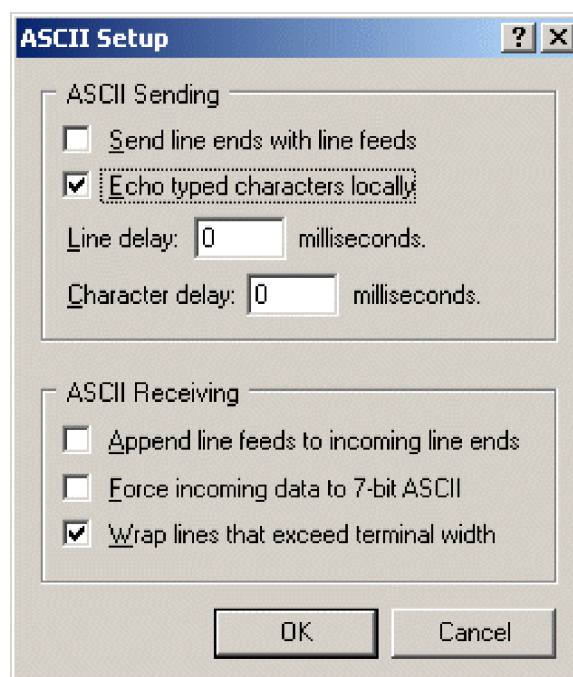 ASCII Setup
ASCII Sending
Send line ends with line feeds
Echo typed characters locally
Line delay: 0 milliseconds.
Character delay: 0 milliseconds.
ASCII Receiving
Append line feeds to incoming line ends
Force incoming data to 7-bit ASCII
Wrap lines that exceed terminal width
OK Cancel